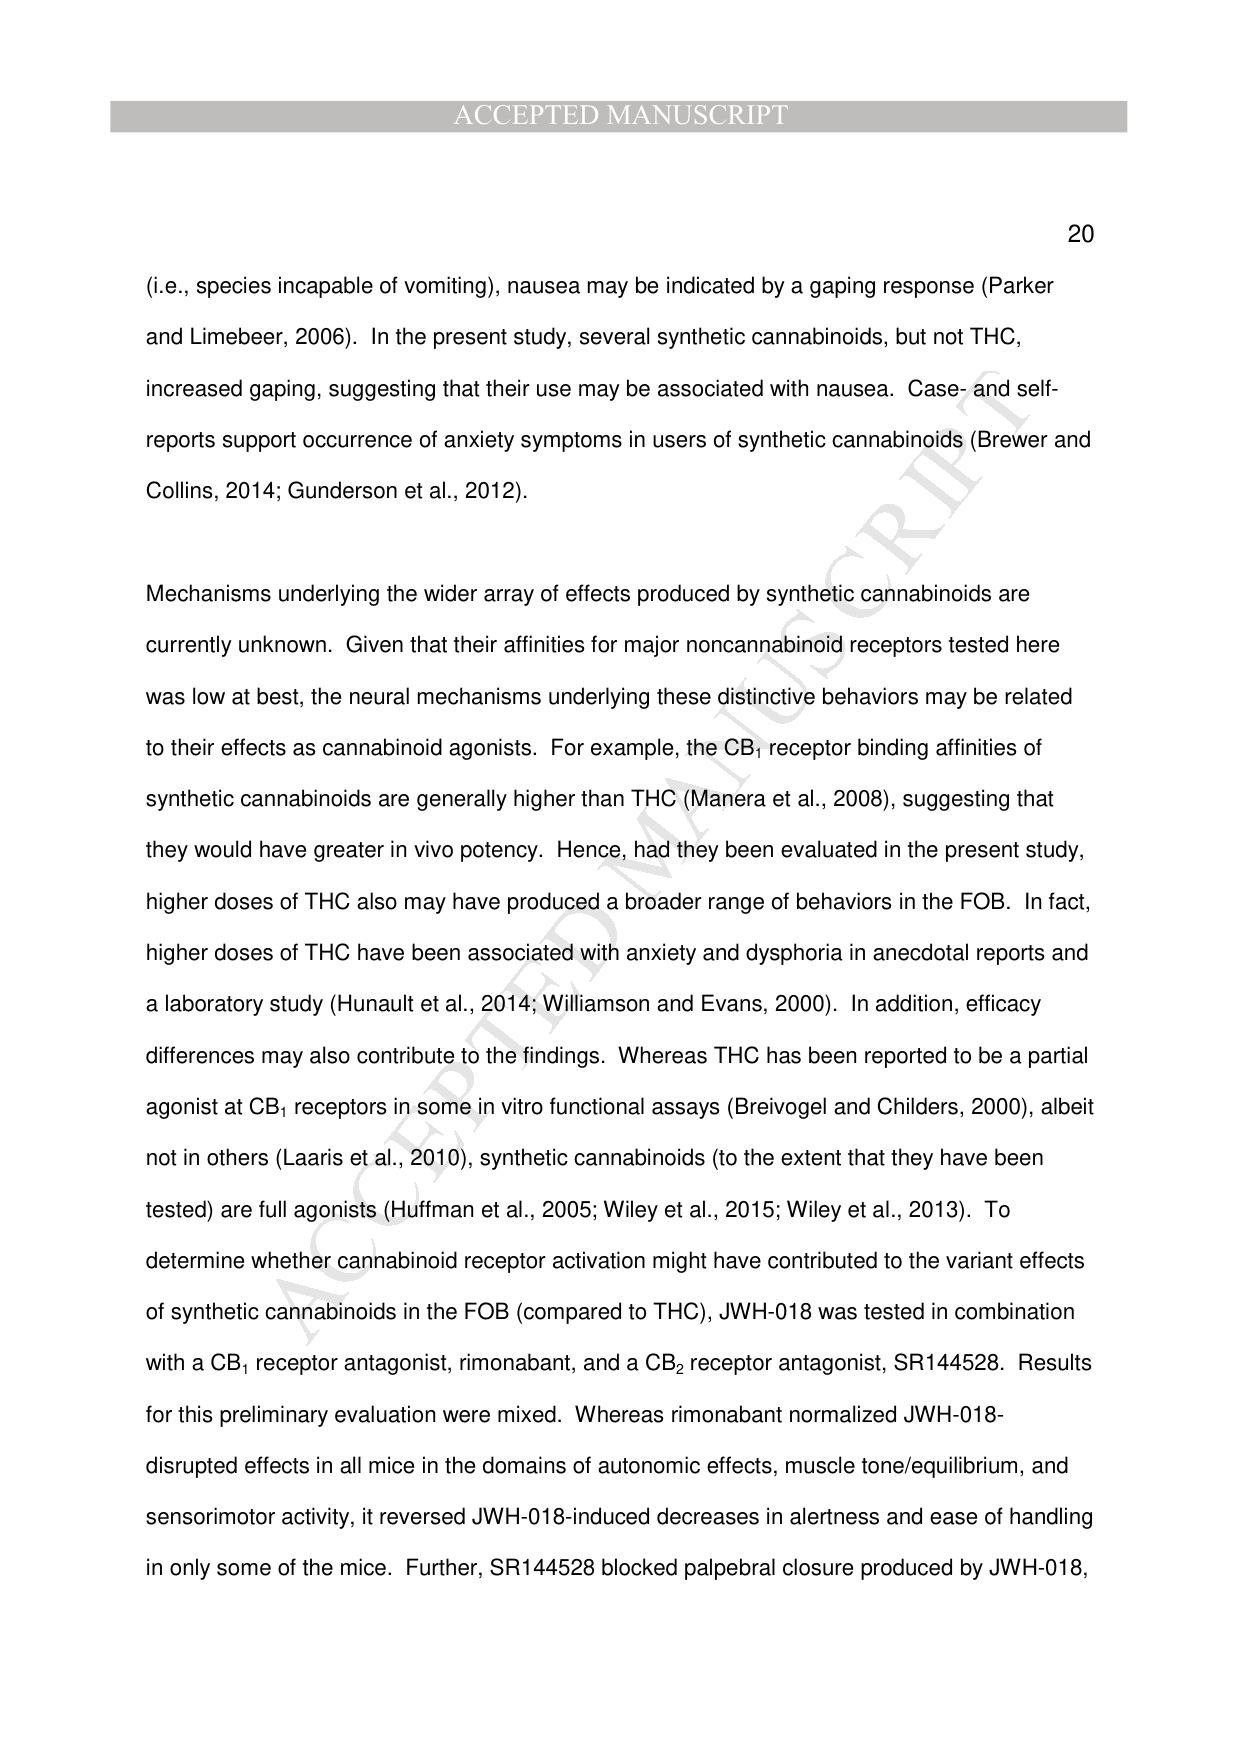 ACCEPTED MANUSCRIPT
20
(i.e., species incapable of vomiting), nausea may be indicated by a gaping response (Parker
and Limebeer, 2006).  In the present study, several synthetic cannabinoids, but not THC,
increased gaping, suggesting that their use may be associated with nausea.  Case- and self-
reports support occurrence of anxiety symptoms in users of synthetic cannabinoids (Brewer and
Collins, 2014; Gunderson et al., 2012).
Mechanisms underlying the wider array of effects produced by synthetic cannabinoids are
currently unknown.  Given that their affinities for major noncannabinoid receptors tested here
was low at best, the neural mechanisms underlying these distinctive behaviors may be related
to their effects as cannabinoid agonists.  For example, the CB₁ receptor binding affinities of
synthetic cannabinoids are generally higher than THC (Manera et al., 2008), suggesting that
they would have greater in vivo potency.  Hence, had they been evaluated in the present study,
higher doses of THC also may have produced a broader range of behaviors in the FOB.  In fact,
higher doses of THC have been associated with anxiety and dysphoria in anecdotal reports and
a laboratory study (Hunault et al., 2014; Williamson and Evans, 2000).  In addition, efficacy
differences may also contribute to the findings.  Whereas THC has been reported to be a partial
agonist at CB₁ receptors in some in vitro functional assays (Breivogel and Childers, 2000), albeit
not in others (Laaris et al., 2010), synthetic cannabinoids (to the extent that they have been
tested) are full agonists (Huffman et al., 2005; Wiley et al., 2015; Wiley et al., 2013).  To
determine whether cannabinoid receptor activation might have contributed to the variant effects
of synthetic cannabinoids in the FOB (compared to THC), JWH-018 was tested in combination
with a CB₁ receptor antagonist, rimonabant, and a CB₂ receptor antagonist, SR144528.  Results
for this preliminary evaluation were mixed.  Whereas rimonabant normalized JWH-018-
disrupted effects in all mice in the domains of autonomic effects, muscle tone/equilibrium, and
sensorimotor activity, it reversed JWH-018-induced decreases in alertness and ease of handling
in only some of the mice.  Further, SR144528 blocked palpebral closure produced by JWH-018,
ACCEPTED MANUSCRIPT